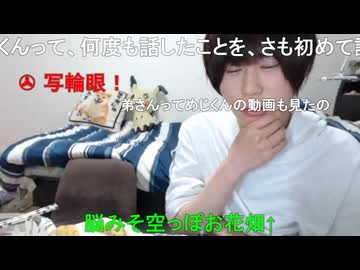 くんって、何度も話したことを、さも初めて
写輪眼！
弟さんってめじくんの動画も見たの
脳みそ空っぽお花畑↑